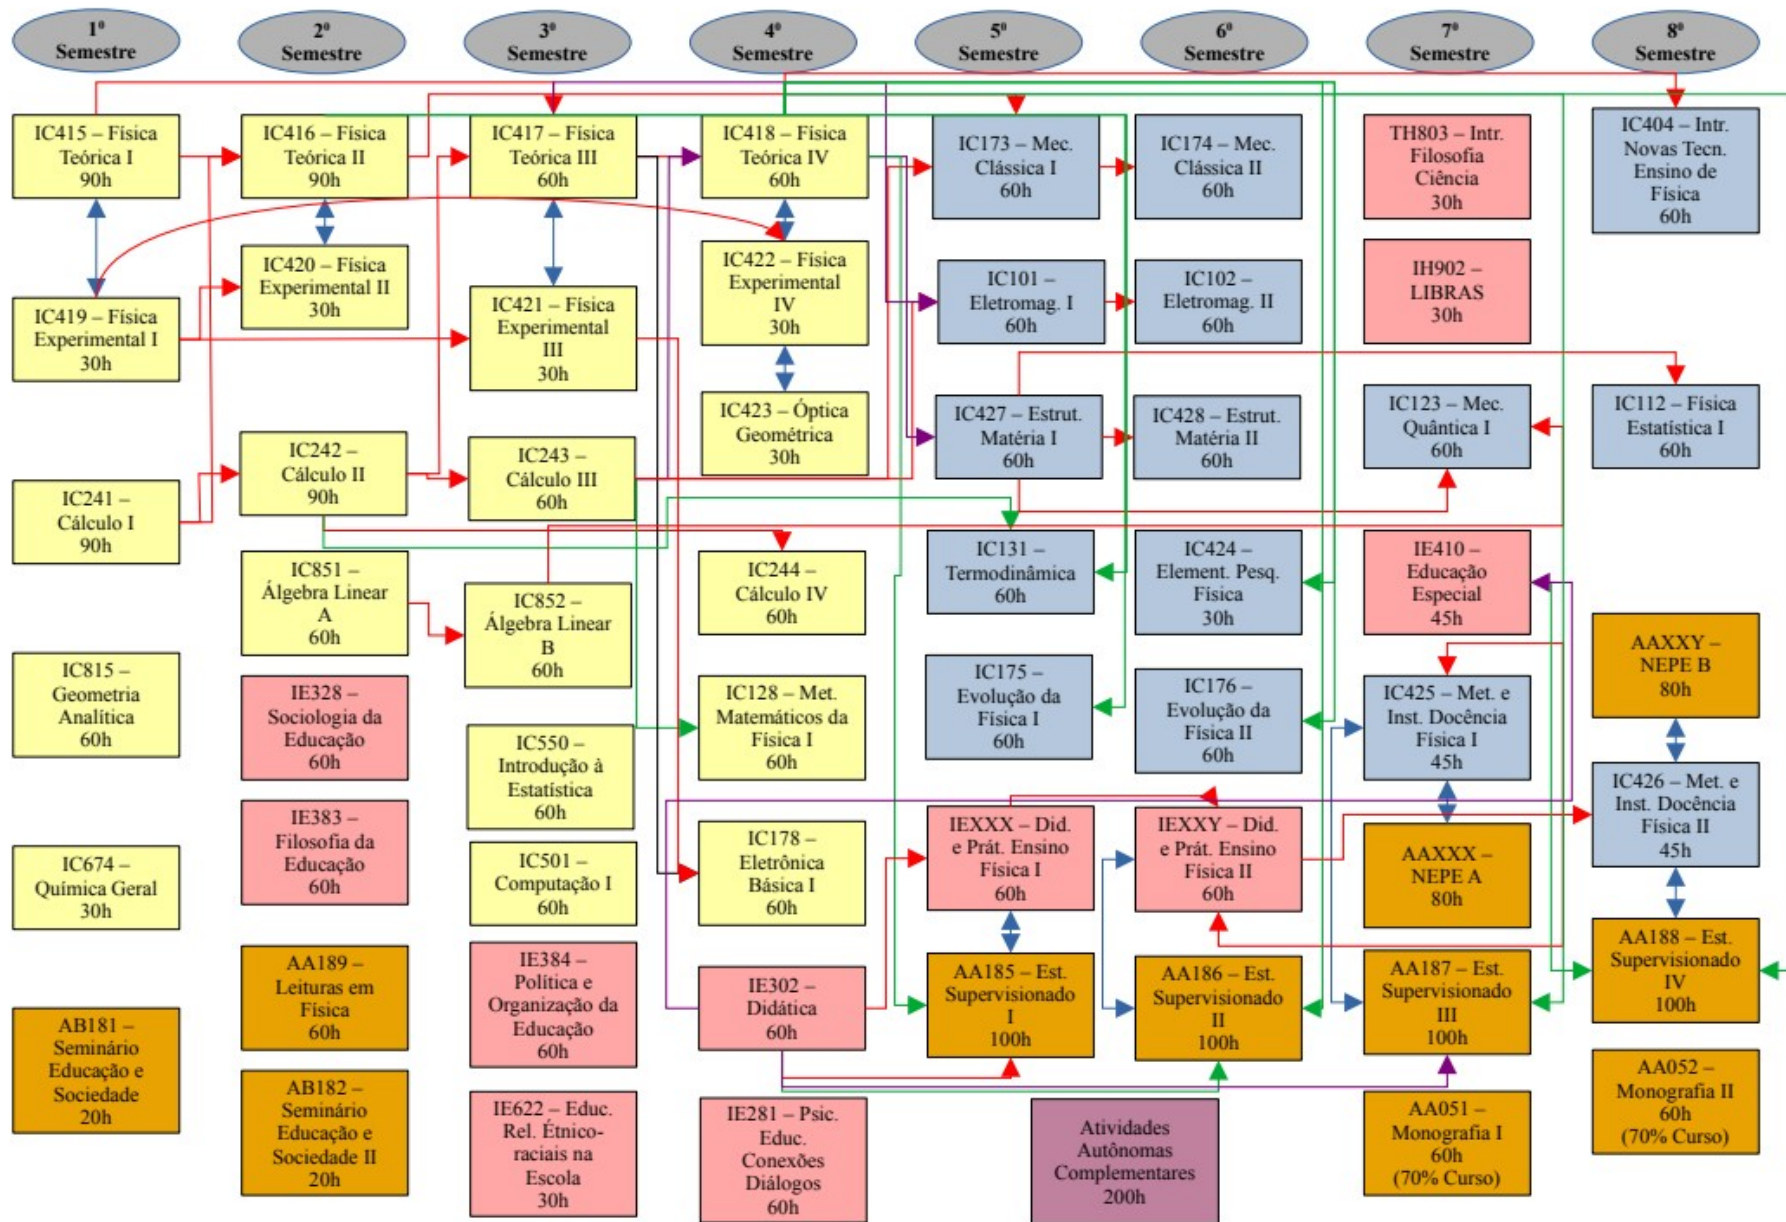 1º
Semestre
2º
Semestre
3º
Semestre
4º
Semestre
5º
Semestre
6º
Semestre
7º
Semestre
8º
Semestre
IC415 – Física
Teórica I
90h
IC419 – Física
Experimental I
30h
IC241 –
Cálculo I
90h
IC815 –
Geometria
Analítica
60h
IC674 –
Química Geral
30h
AB181 –
Seminário
Educação e
Sociedade
20h
IC416 – Física
Teórica II
90h
IC420 – Física
Experimental II
30h
IC242 –
Cálculo II
90h
IC851 –
Álgebra Linear
A
60h
IE328 –
Sociologia da
Educação
60h
IE383 –
Filosofia da
Educação
60h
AA189 –
Leituras em
Física
60h
AB182 –
Seminário
Educação e
Sociedade II
20h
IC417 – Física
Teórica III
60h
IC421 – Física
Experimental
III
30h
IC243 –
Cálculo III
60h
IC852 –
Álgebra Linear
B
60h
IC550 –
Introdução à
Estatística
60h
IC501 –
Computação I
60h
IE384 –
Política e
Organização da
Educação
60h
IE622 – Educ.
Rel. Étnico-
raciais na
Escola
30h
IC418 – Física
Teórica IV
60h
IC422 – Física
Experimental
IV
30h
IC423 – Óptica
Geométrica
30h
IC244 –
Cálculo IV
60h
IC128 – Met.
Matemáticos da
Física I
60h
IC178 –
Eletrônica
Básica I
60h
IE302 –
Didática
60h
IE281 – Psic.
Educ.
Conexões
Diálogos
60h
IC173 – Mec.
Clássica I
60h
IC101 –
Eletromag. I
60h
IC427 – Estrut.
Matéria I
60h
IC131 –
Termodinâmica
60h
IC175 –
Evolução da
Física I
60h
IEXXX – Did.
e Prát. Ensino
Física I
60h
AA185 – Est.
Supervisionado
I
100h
IC174 – Mec.
Clássica II
60h
IC102 –
Eletromag. II
60h
IC428 – Estrut.
Matéria II
60h
IC424 –
Element. Pesq.
Física
30h
IC176 –
Evolução da
Física II
60h
IEXXY – Did.
e Prát. Ensino
Física II
60h
AA186 – Est.
Supervisionado
II
100h
Atividades
Autônomas
Complementares
200h
TH803 – Intr.
Filosofia
Ciência
30h
IH902 –
LIBRAS
30h
IC123 – Mec.
Quântica I
60h
IE410 –
Educação
Especial
45h
IC425 – Met. e
Inst. Docência
Física I
45h
AAXXX –
NEPE A
80h
AA187 – Est.
Supervisionado
III
100h
AA051 –
Monografia I
60h
(70% Curso)
IC404 – Intr.
Novas Tecn.
Ensino de
Física
60h
IC112 – Física
Estatística I
60h
AAXXY –
NEPE B
80h
IC426 – Met. e
Inst. Docência
Física II
45h
AA188 – Est.
Supervisionado
IV
100h
AA052 –
Monografia II
60h
(70% Curso)